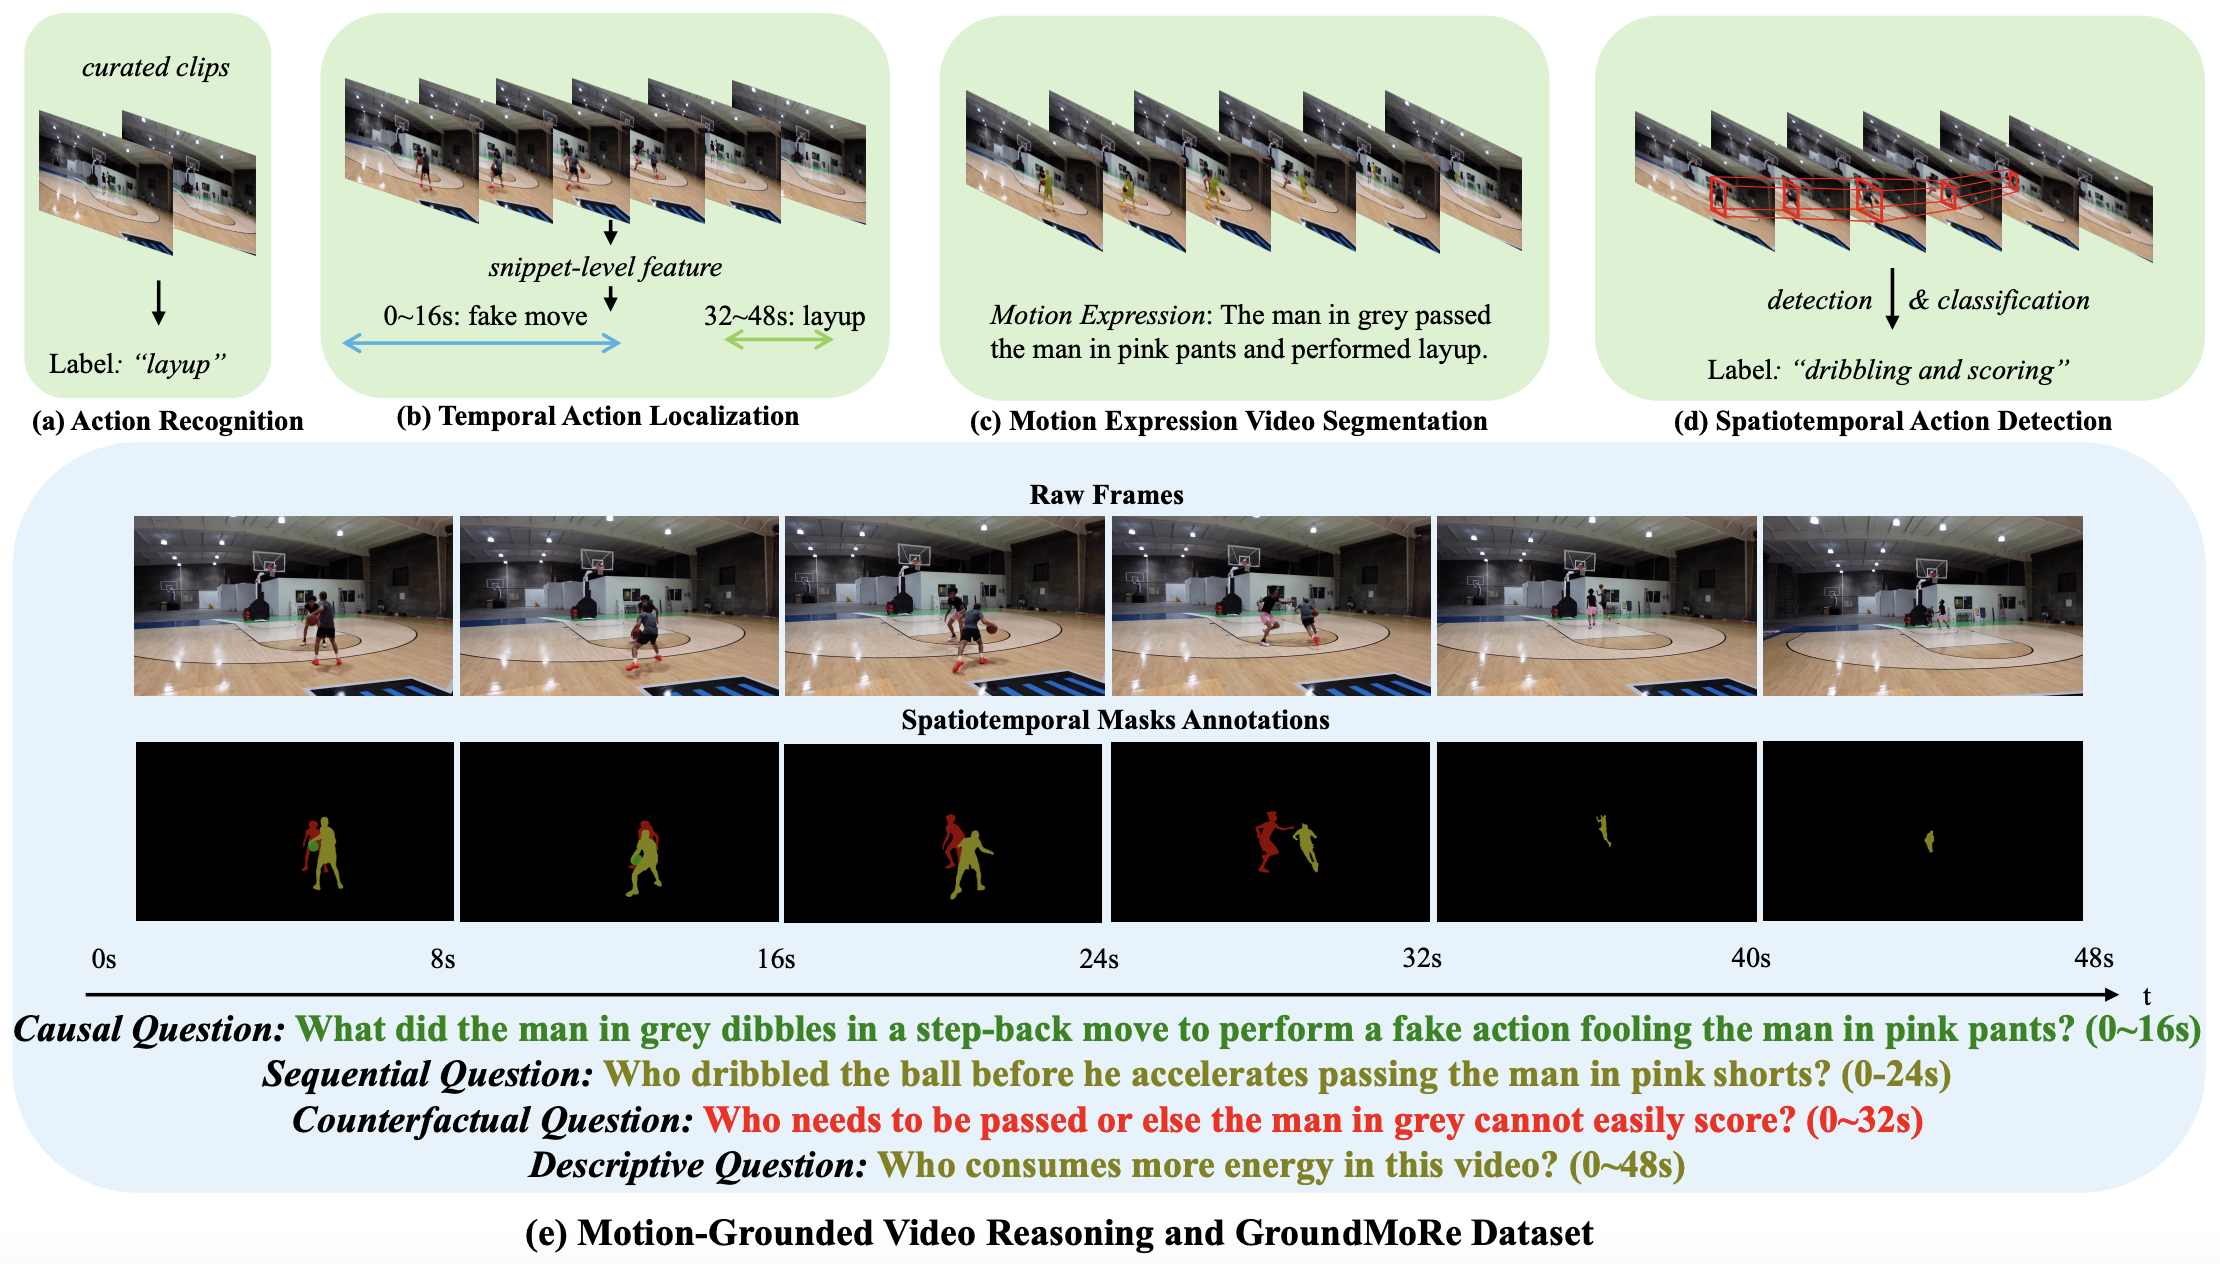 curated clips
Label: “layup”
(a) Action Recognition
snippet-level feature
0~16s: fake move
32~48s: layup
(b) Temporal Action Localization
Motion Expression: The man in grey passed
the man in pink pants and performed layup.
(c) Motion Expression Video Segmentation
detection & classification
Label: “dribbling and scoring”
(d) Spatiotemporal Action Detection
Raw Frames
Spatiotemporal Masks Annotations
0s 8s 16s 24s 32s 40s 48s
t
Causal Question: What did the man in grey dibbles in a step-back move to perform a fake action fooling the man in pink pants? (0~16s)
Sequential Question: Who dribbled the ball before he accelerates passing the man in pink shorts? (0-24s)
Counterfactual Question: Who needs to be passed or else the man in grey cannot easily score? (0~32s)
Descriptive Question: Who consumes more energy in this video? (0~48s)
(e) Motion-Grounded Video Reasoning and GroundMoRe Dataset